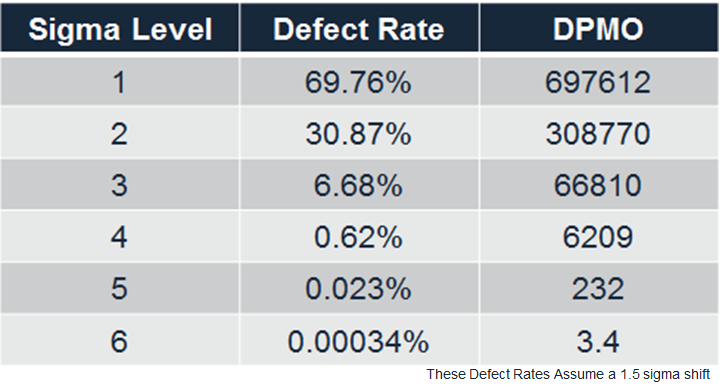 Sigma Level Defect Rate DPMO
1 69.76% 697612
2 30.87% 308770
3 6.68% 66810
4 0.62% 6209
5 0.023% 232
6 0.00034% 3.4
These Defect Rates Assume a 1.5 sigma shift